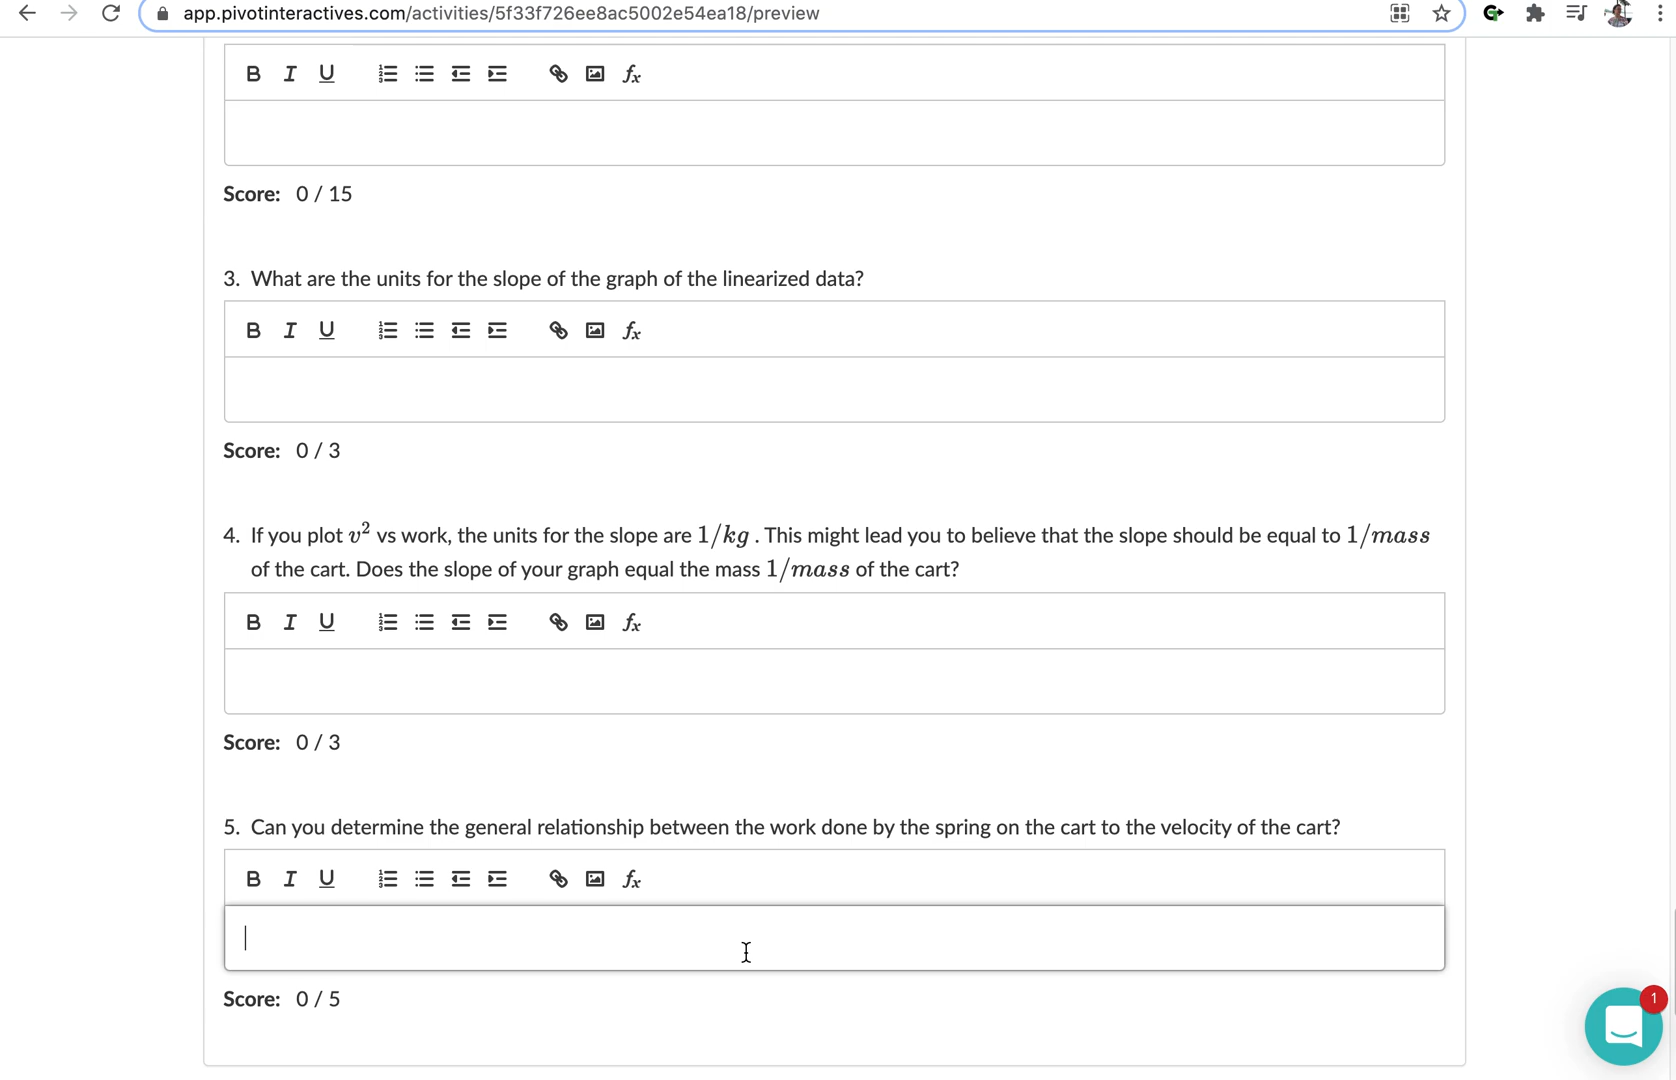 app.pivotinteractives.com/activities/5f33f726ee8ac5002e54ea18/preview
B I U fx
Score: 0 / 15
3. What are the units for the slope of the graph of the linearized data?
B I U fx
Score: 0 / 3
4. If you plot v² vs work, the units for the slope are 1/kg . This might lead you to believe that the slope should be equal to 1/mass
of the cart. Does the slope of your graph equal the mass 1/mass of the cart?
B I U fx
Score: 0 / 3
5. Can you determine the general relationship between the work done by the spring on the cart to the velocity of the cart?
B I U fx
Score: 0 / 5
1